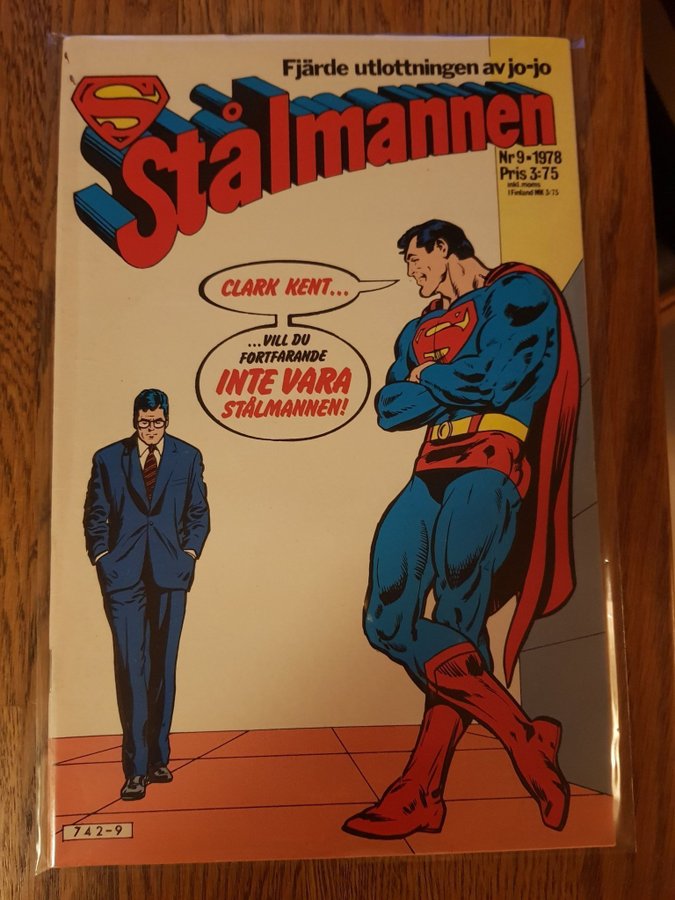 Fjärde utlottningen av jo-jo
S
Stålmannen
Nr 9 • 1978
Pris 3:75
inkl. moms
I Finland MK 3:75
CLARK KENT...
...VILL DU
FORTFARANDE
INTE VARA
STÅLMANNEN!
S
742-9